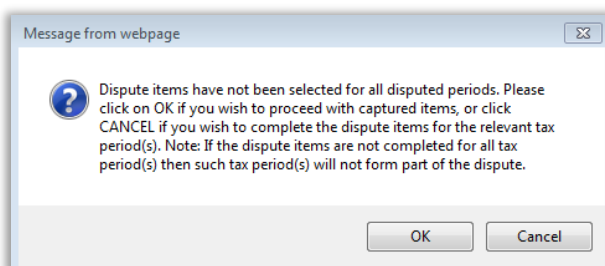 Message from webpage
Dispute items have not been selected for all disputed periods. Please
click on OK if you wish to proceed with captured items, or click
CANCEL if you wish to complete the dispute items for the relevant tax
period(s). Note: If the dispute items are not completed for all tax
period(s) then such tax period(s) will not form part of the dispute.
OK Cancel